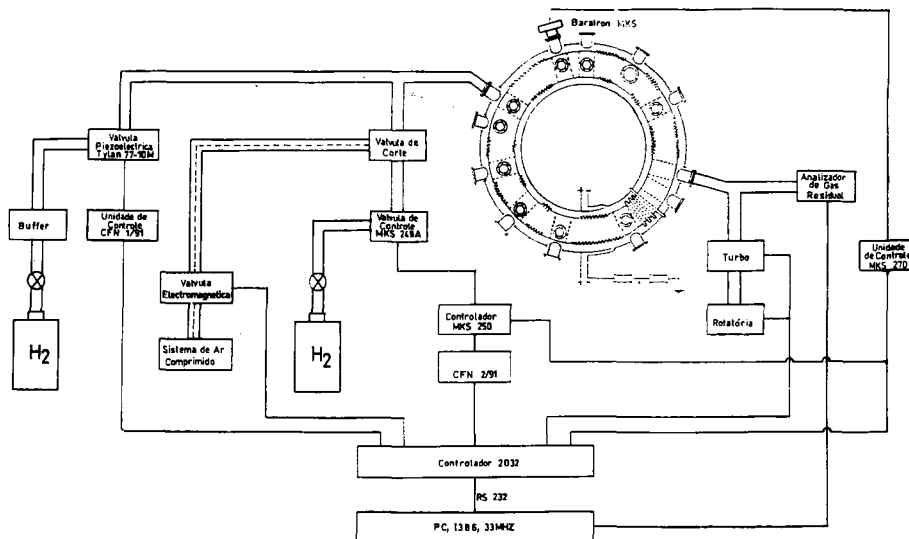 Baratron MKS
Valvula
Piezoelectrica
Tylan 77-10M
Valvula de
Corte
Analizador
de Gas
Residual
Buffer
Unidade de
Controle
CFN 1/91
Valvula de
Controle
MKS 248A
Turbo
Unidade
de Controle
MKS 270
Valvula
Electromagnetica
H2
Sistema de Ar
Comprimido
H2
Controlador
MKS 250
Rotatória
CFN 2/91
Controlador 2032
RS 232
PC, I386, 33MHZ